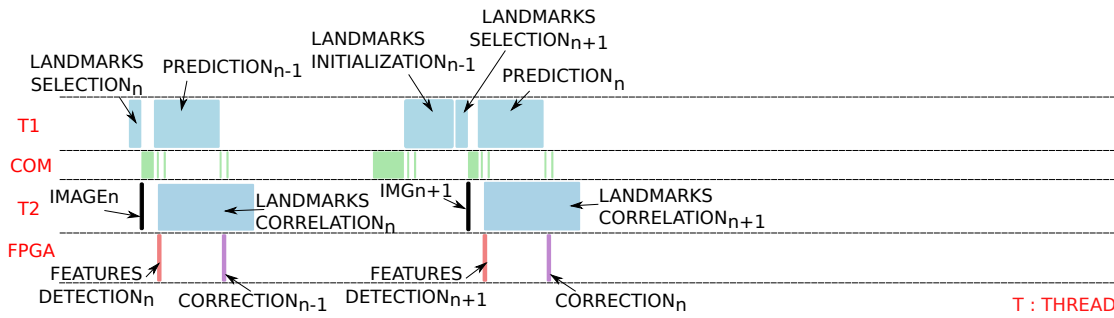 LANDMARKS
SELECTIONn
PREDICTIONn-1
LANDMARKS
INITIALIZATIONn-1
LANDMARKS
SELECTIONn+1
PREDICTIONn
T1
COM
T2
IMAGEn
LANDMARKS
CORRELATIONn
IMGn+1
LANDMARKS
CORRELATIONn+1
FPGA
FEATURES
DETECTIONn
CORRECTIONn-1
FEATURES
DETECTIONn+1
CORRECTIONn
T : THREAD